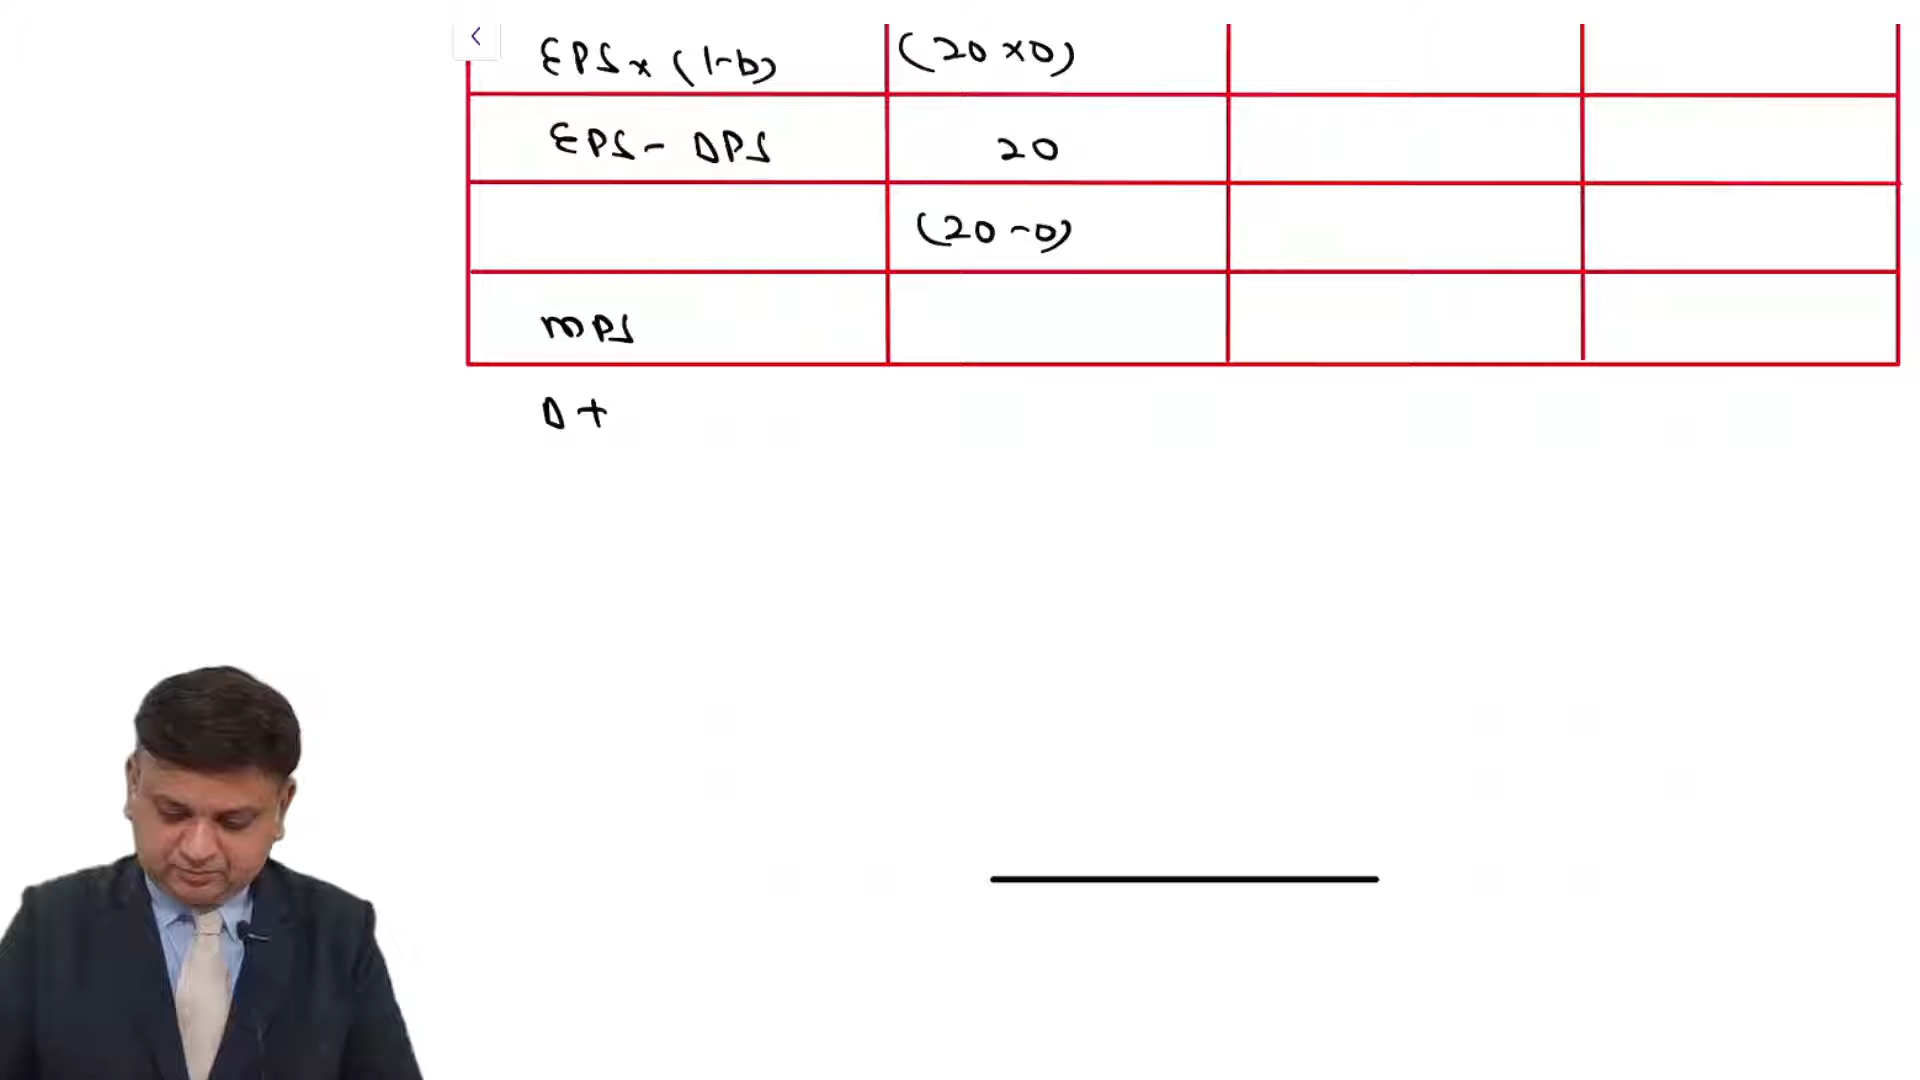 EPS x (1-b) (20 x 0)
EPS - DPS 20
(20 - 0)
MPS
D +